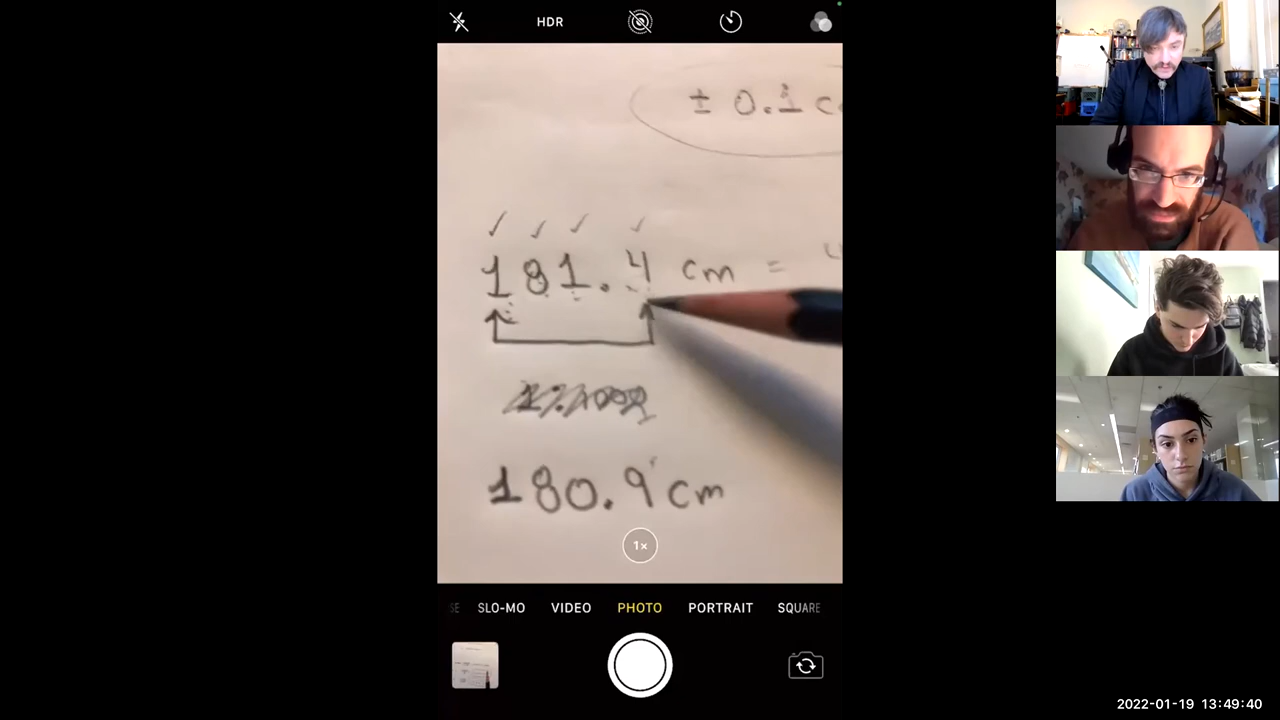 HDR
± 0.1 c
181.4 cm =
180.9 cm
1×
SLO-MO VIDEO PHOTO PORTRAIT SQUARE
2022-01-19 13:49:40